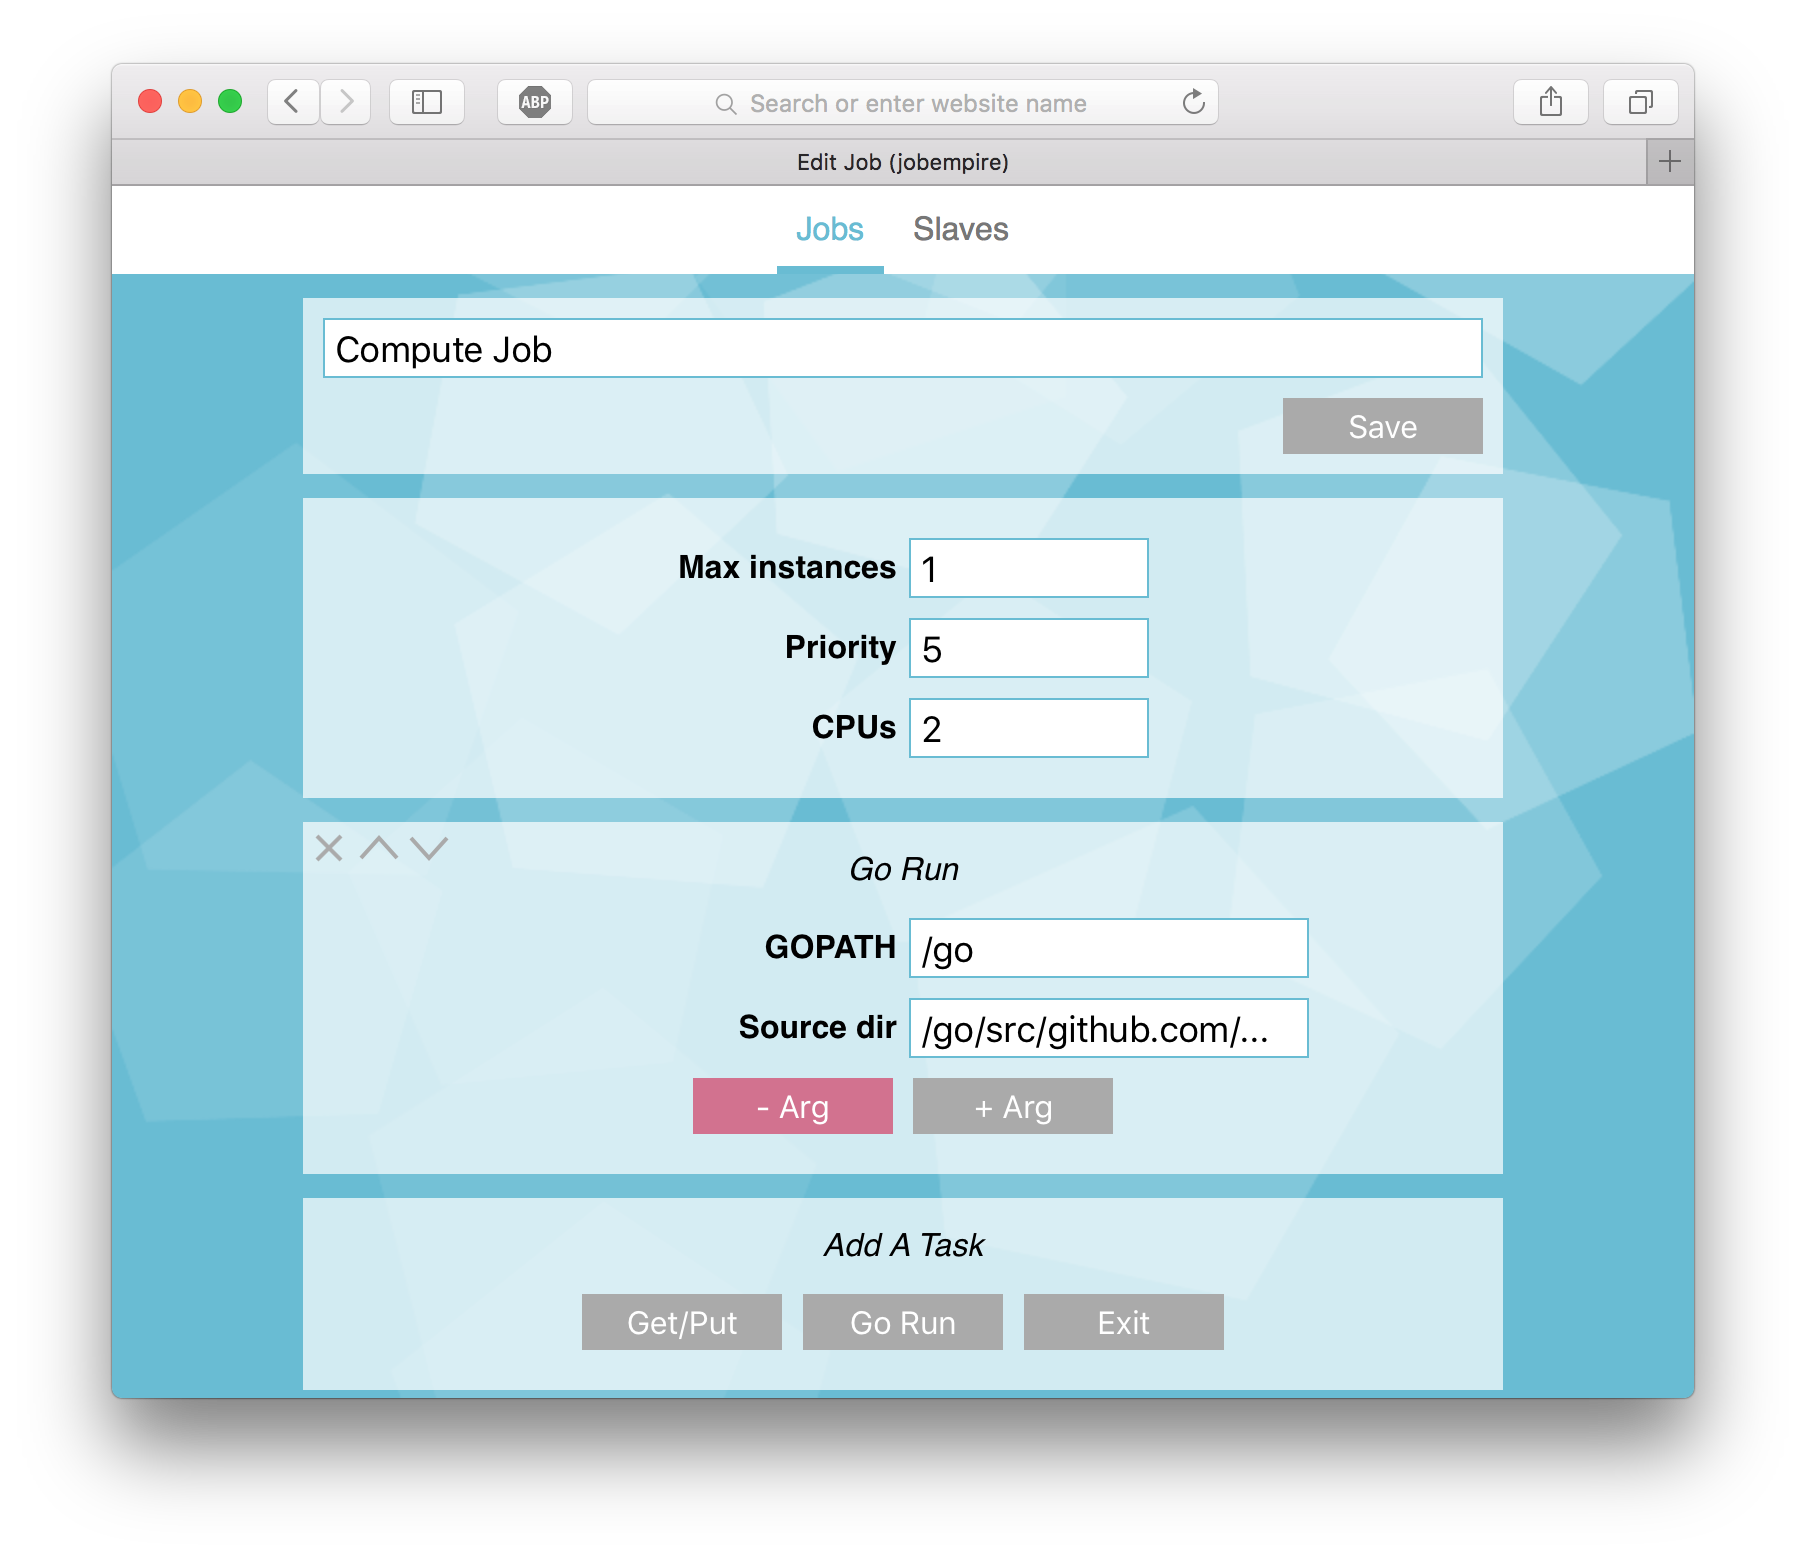 ABP
Search or enter website name
Edit Job (jobempire)
Jobs Slaves
Compute Job
Save
Max instances 1
Priority 5
CPUs 2
Go Run
GOPATH /go
Source dir /go/src/github.com/...
- Arg + Arg
Add A Task
Get/Put Go Run Exit